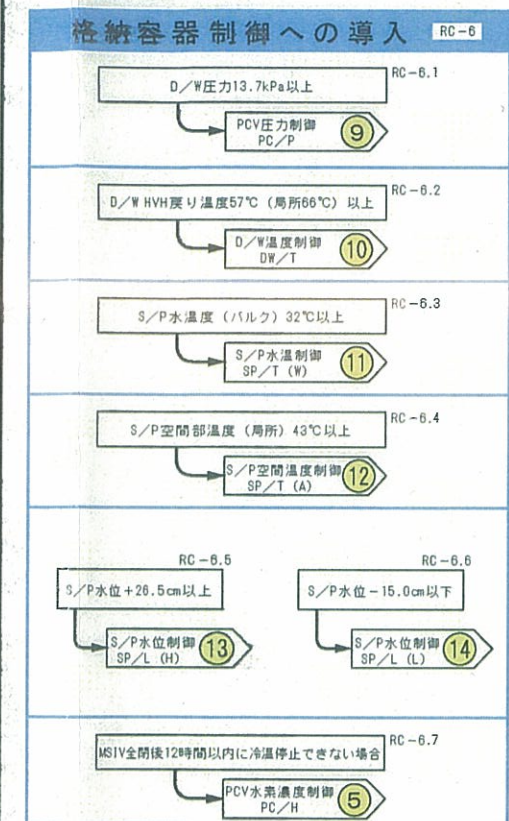 格納容器制御への導入 RC-6
RC-6.1
D/W圧力13.7kPa以上
PCV圧力制御
PC/P
9
RC-6.2
D/W HVH戻り温度57℃(局所66℃)以上
D/W温度制御
DW/T
10
RC-6.3
S/P水温度(バルク)32℃以上
S/P水温制御
SP/T(W)
11
RC-6.4
S/P空間部温度(局所)43℃以上
S/P空間温度制御
SP/T(A)
12
RC-6.5
S/P水位+26.5cm以上
S/P水位制御
SP/L(H)
13
RC-6.6
S/P水位-15.0cm以下
S/P水位制御
SP/L(L)
14
RC-6.7
MSIV全閉後12時間以内に冷温停止できない場合
PCV水素濃度制御
PC/H
5